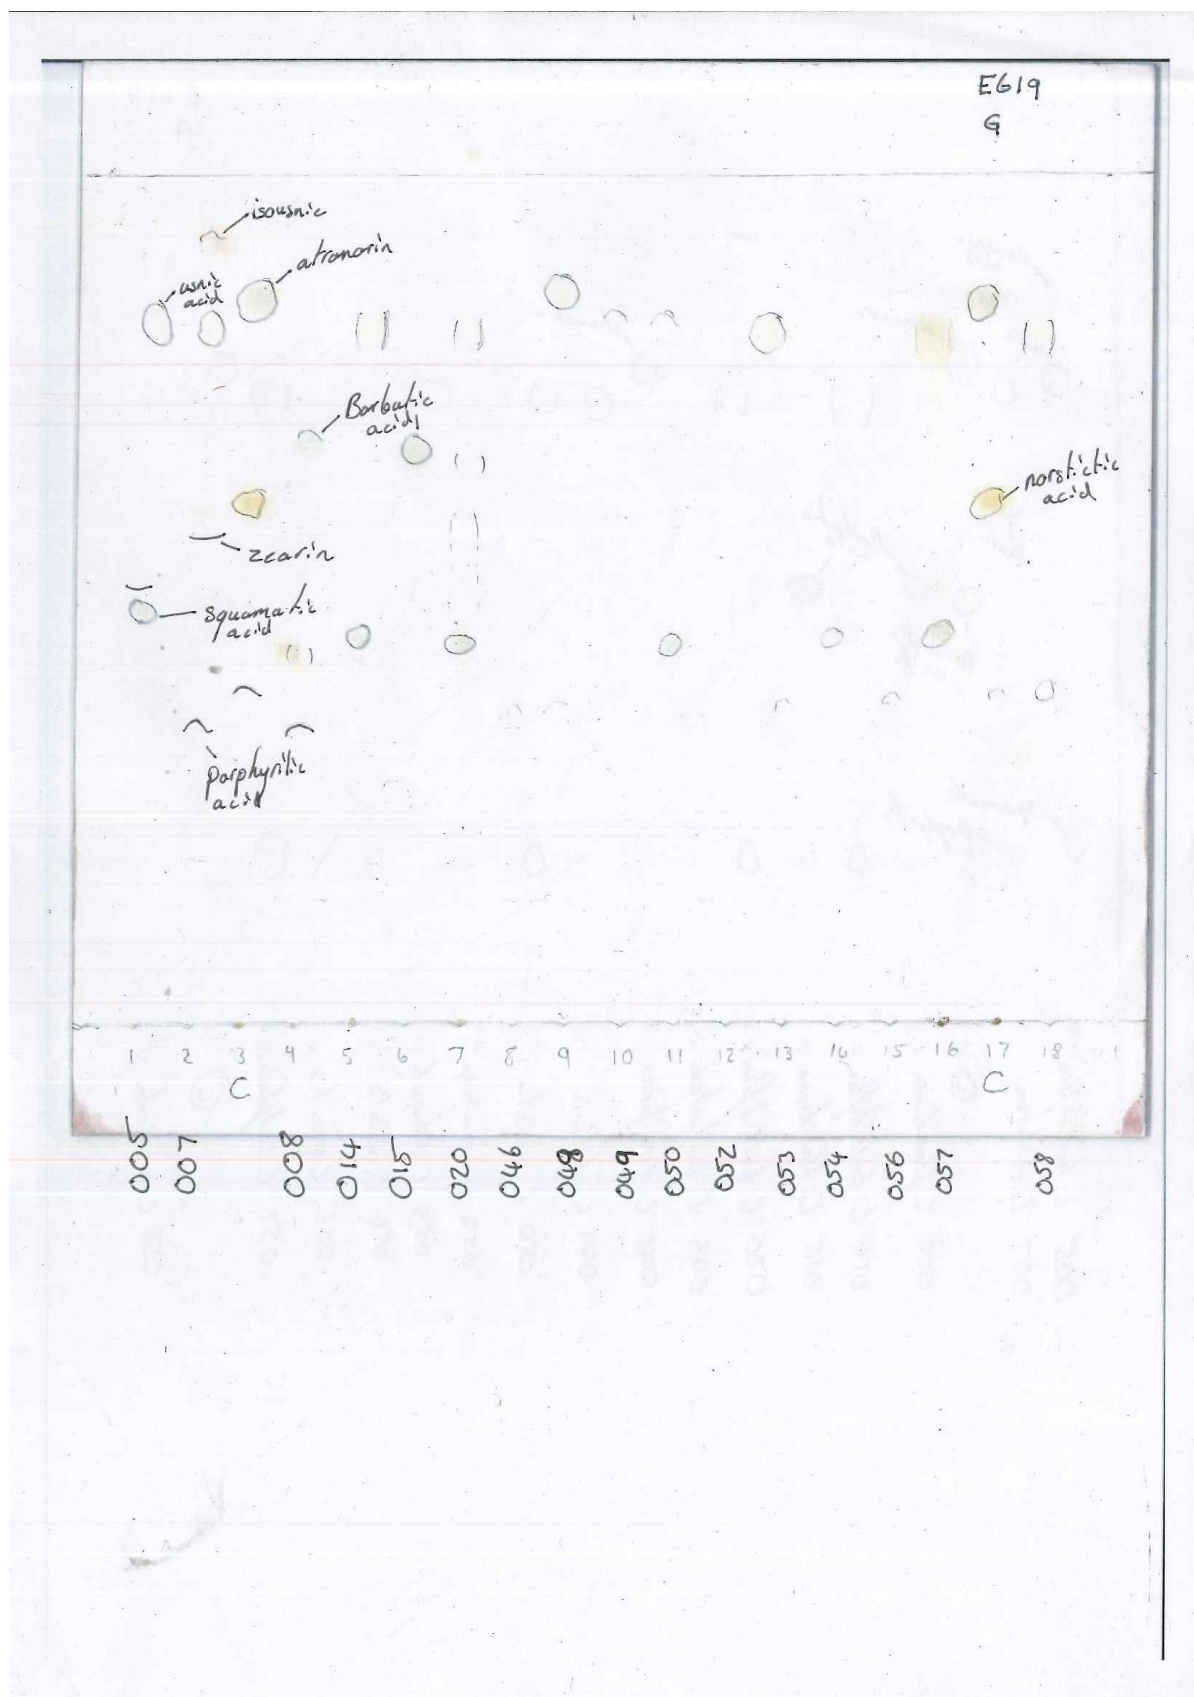 E619
G
isousnic
atranorin
usnic
acid
Barbatic
acid
norstictic
acid
zearin
squamatic
acid
porphyrilic
acid
1 2 3 4 5 6 7 8 9 10 11 12 13 14 15 16 17 18
C C
005 007 008 014 015 020 046 048 049 050 052 053 054 056 057 058